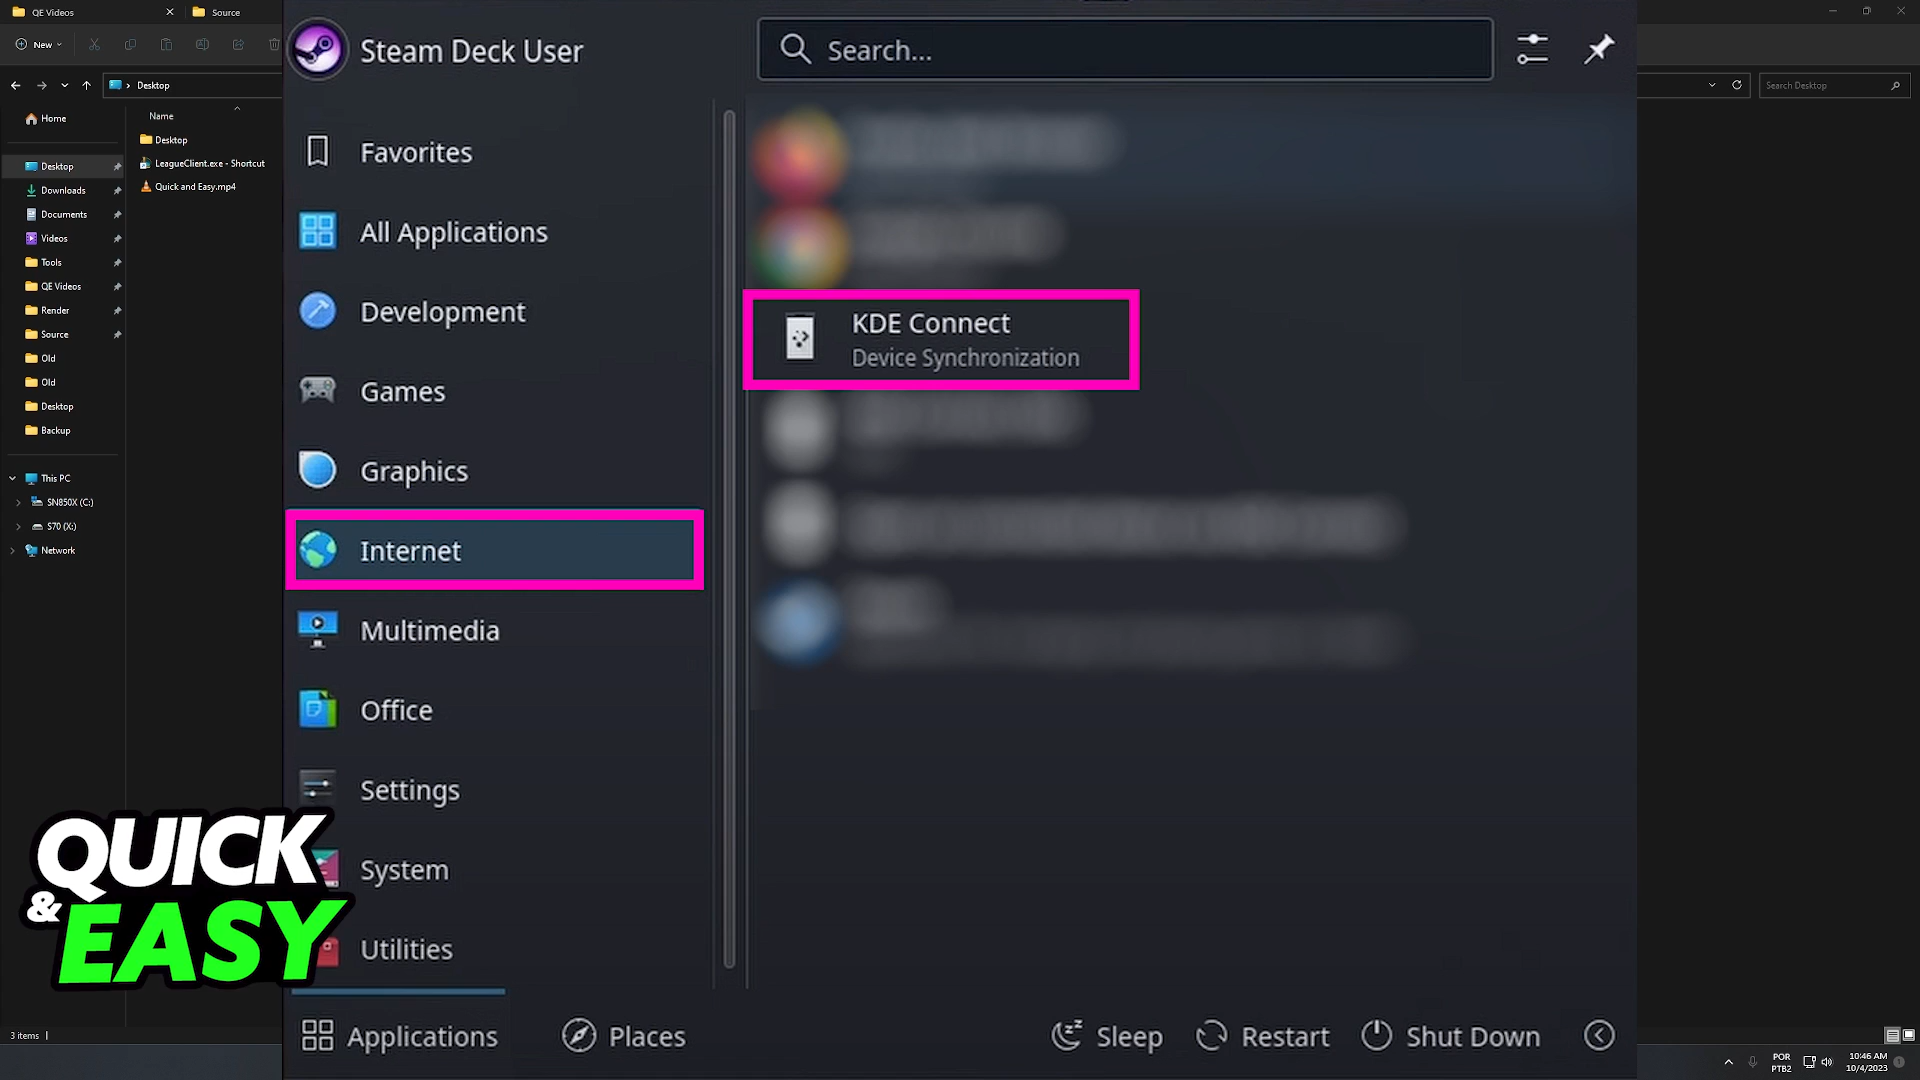 QE Videos
Source
New
Desktop
Search Desktop
Home
Desktop
Downloads
Documents
Videos
Tools
QE Videos
Render
Source
Old
Old
Desktop
Backup
This PC
SN850X (C:)
S70 (X:)
Network
Name
Desktop
LeagueClient.exe - Shortcut
Quick and Easy.mp4
3 items
Steam Deck User
Search...
Favorites
All Applications
Development
Games
Graphics
Internet
Multimedia
Office
Settings
System
Utilities
KDE Connect
Device Synchronization
Applications
Places
Sleep
Restart
Shut Down
QUICK
& EASY
POR
PTB2
10:46 AM
10/4/2023